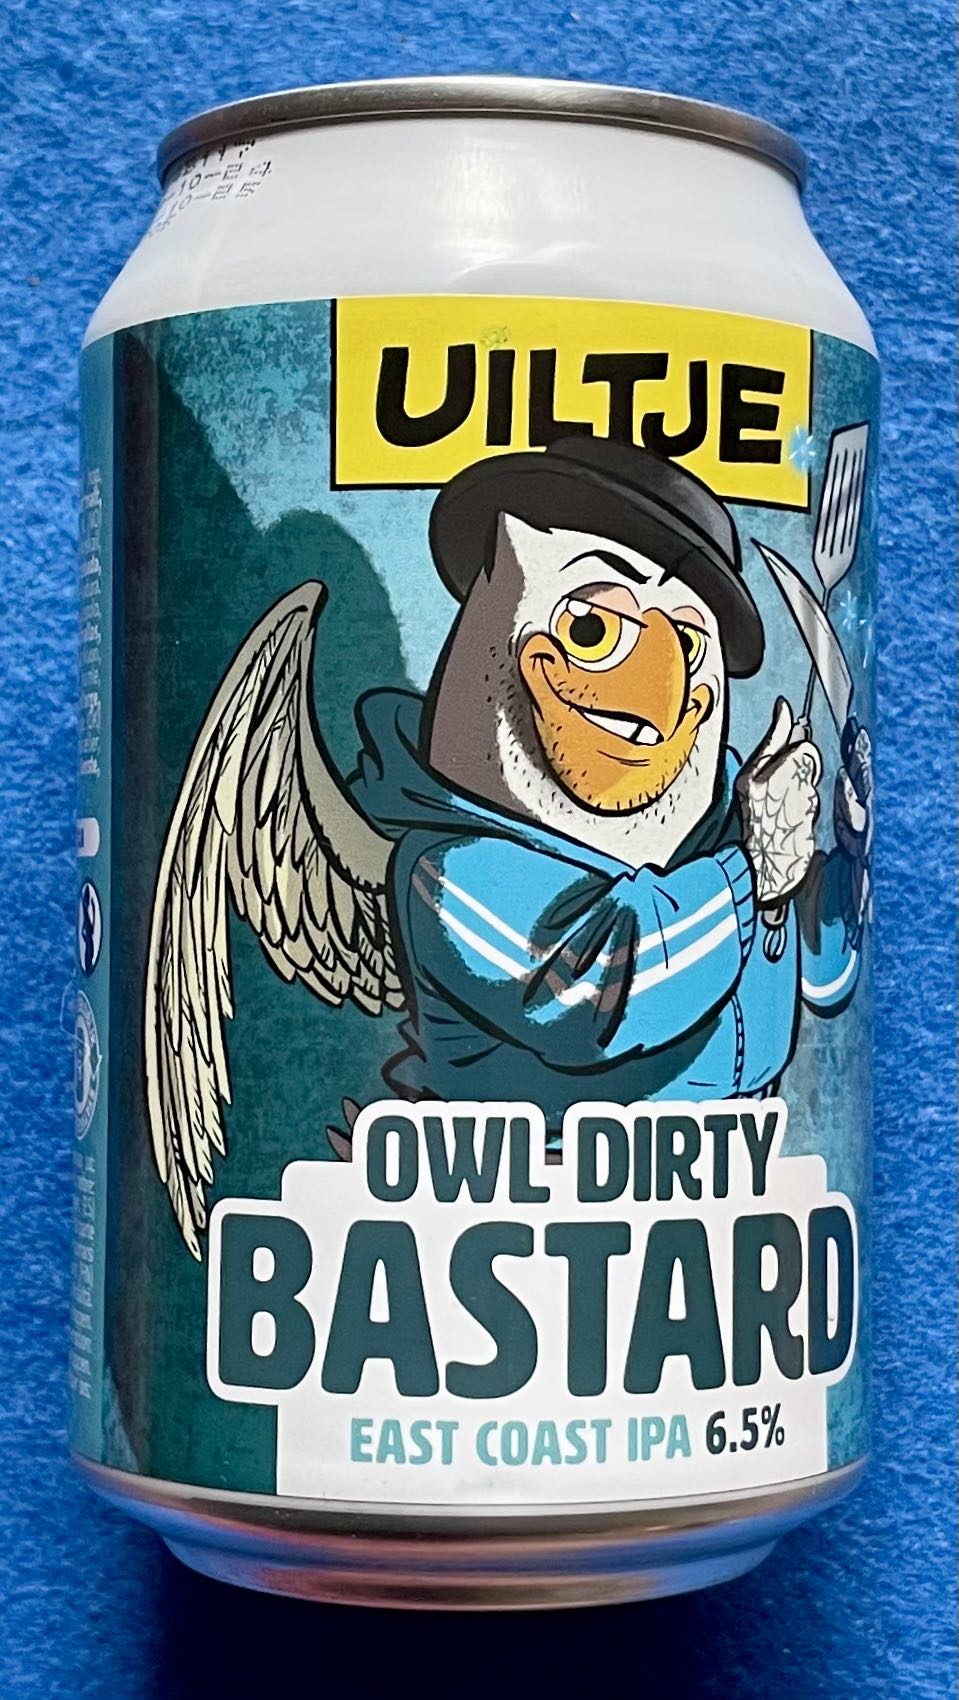 UILTJE
OWL DIRTY
BASTARD
EAST COAST IPA 6.5%